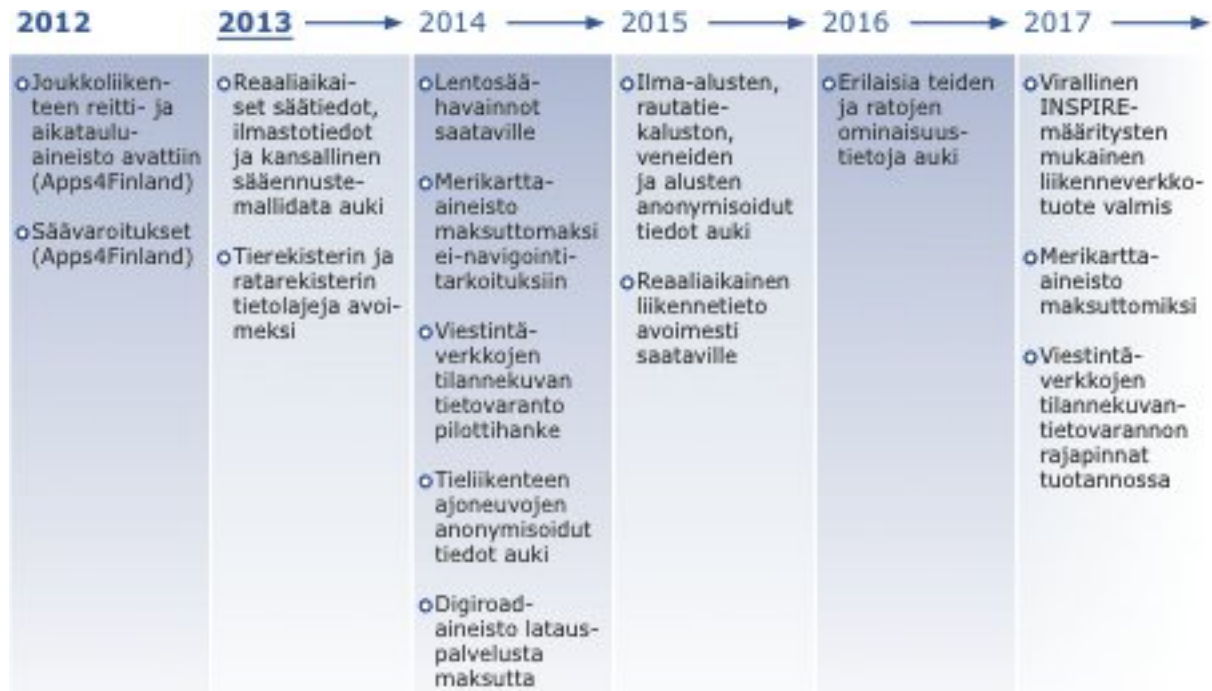 2012
Joukkoliiken-
teen reitti- ja
aikataulu-
aineisto avattiin
(Apps4Finland)
Säävaroitukset
(Apps4Finland)
2013
Reaaliaikai-
set säätiedot,
ilmastotiedot
ja kansallinen
sääennuste-
mallidata auki
Tierekisterin ja
ratarekisterin
tietolajeja avoi-
meksi
2014
Lentosää-
havainnot
saataville
Merikartta-
aineisto
maksuttomaksi
ei-navigointi-
tarkoituksiin
Viestintä-
verkkojen
tilannekuvan
tietovaranto
pilottihanke
Tieliikenteen
ajoneuvojen
anonymisoidut
tiedot auki
Digiroad-
aineisto lataus-
palvelusta
maksutta
2015
Ilma-alusten,
rautatie-
kaluston,
veneiden
ja alusten
anonymisoidut
tiedot auki
Reaaliaikainen
liikennetieto
avoimesti
saataville
2016
Erilaisia teiden
ja ratojen
ominaisuus-
tietoja auki
2017
Virallinen
INSPIRE-
määritysten
mukainen
liikenneverkko-
tuote valmis
Merikartta-
aineisto
maksuttomiksi
Viestintä-
verkkojen
tilannekuvan-
tietovarannon
rajapinnat
tuotannossa